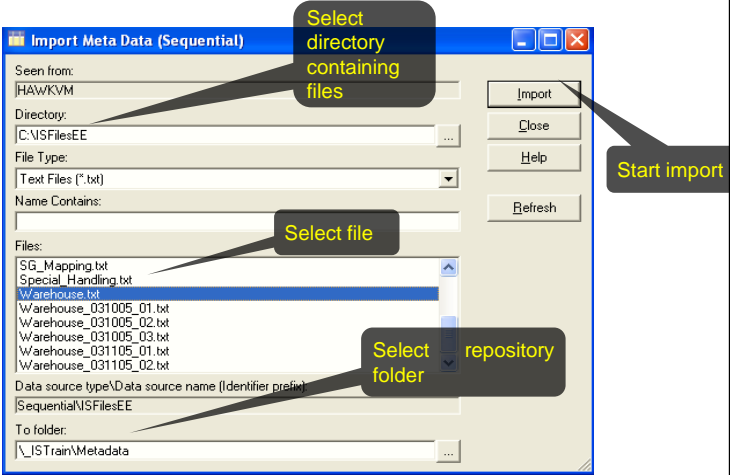 Import Meta Data (Sequential)
Select
directory
containing
files
Seen from:
HAWKVM
Import
Directory:
Close
C:\ISFilesEE
...
File Type:
Help
Text Files (*.txt)
Start import
Name Contains:
Refresh
Select file
Files:
SG_Mapping.txt
Special_Handling.txt
Warehouse.txt
Warehouse_031005_01.txt
Warehouse_031005_02.txt
Warehouse_031005_03.txt
Warehouse_031105_01.txt
Warehouse_031105_02.txt
Select repository
folder
Data source type\Data source name (Identifier prefix):
Sequential\ISFilesEE
To folder:
\_ISTrain\Metadata
...